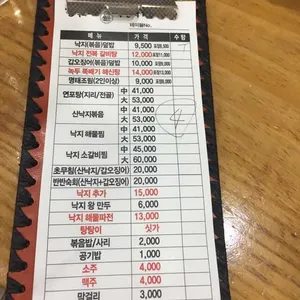 테이블No.
메 뉴 가 격 수 량
낙지(볶음)덮밥 9,500
낙지 전복 갈비탕 12,000
갑오징어(볶음)덮밥 10,000
녹두 뚝배기 해신탕 14,000
명태조림(2인이상) 9,000
연포탕(지리/전골) 中 41,000
大 53,000
산낙지볶음 中 41,000
大 53,000
낙지 해물찜 中 41,000
大 53,000
낙지 소갈비찜 中 45,000
大 60,000
초무침(산낙지/갑오징어) 20,000
반반숙회(산낙지+갑오징어) 20,000
낙지 추가 15,000
낙지 왕 만두 6,000
낙지 해물파전 13,000
탕탕이 싯가
볶음밥/사리 2,000
공기밥 1,000
소주 4,000
맥주 4,000
막걸리 3,000
4